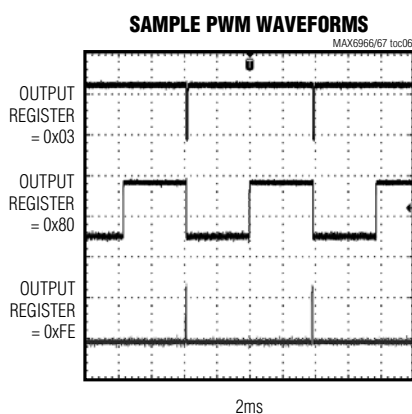 SAMPLE PWM WAVEFORMS
MAX6966/67 toc06
OUTPUT
REGISTER
= 0x03
OUTPUT
REGISTER
= 0x80
OUTPUT
REGISTER
= 0xFE
2ms